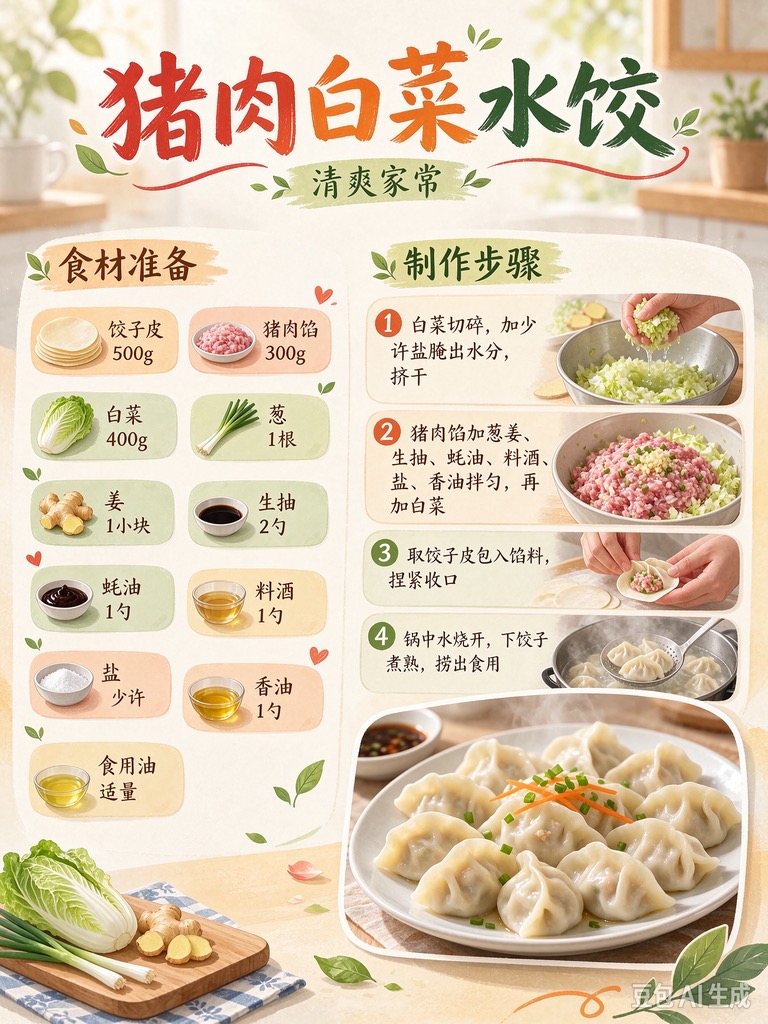 猪肉白菜水饺
清爽家常
食材准备
饺子皮
500g
猪肉馅
300g
白菜
400g
葱
1根
姜
1小块
生抽
2勺
蚝油
1勺
料酒
1勺
盐
少许
香油
1勺
食用油
适量
制作步骤
1 白菜切碎，加少
许盐腌出水分，
挤干
2 猪肉馅加葱姜、
生抽、蚝油、料酒、
盐、香油拌匀，再
加白菜
3 取饺子皮包入馅料，
捏紧收口
4 锅中水烧开，下饺子
煮熟，捞出食用
豆包AI生成